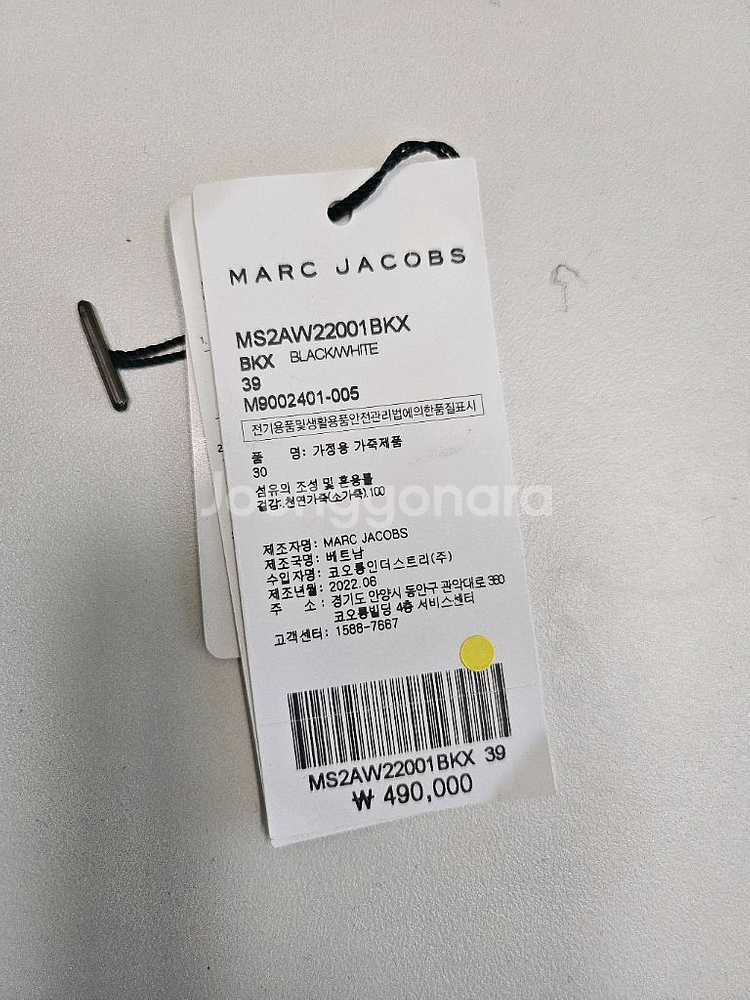 MARC JACOBS
MS2AW22001BKX
BKX BLACK/WHITE
39
M9002401-005
전기용품및생활용품안전관리법에의한품질표시
품 명: 가정용 가죽제품
30
섬유의 조성 및 혼용률
겉감:천연가죽(소가죽).100
Joonggonara
제조자명: MARC JACOBS
제조국명: 베트남
수입자명: 코오롱인더스트리(주)
제조년월: 2022.06
주 소: 경기도 안양시 동안구 관악대로 360
코오롱빌딩 4층 서비스센터
고객센터: 1588-7667
MS2AW22001BKX 39
₩ 490,000